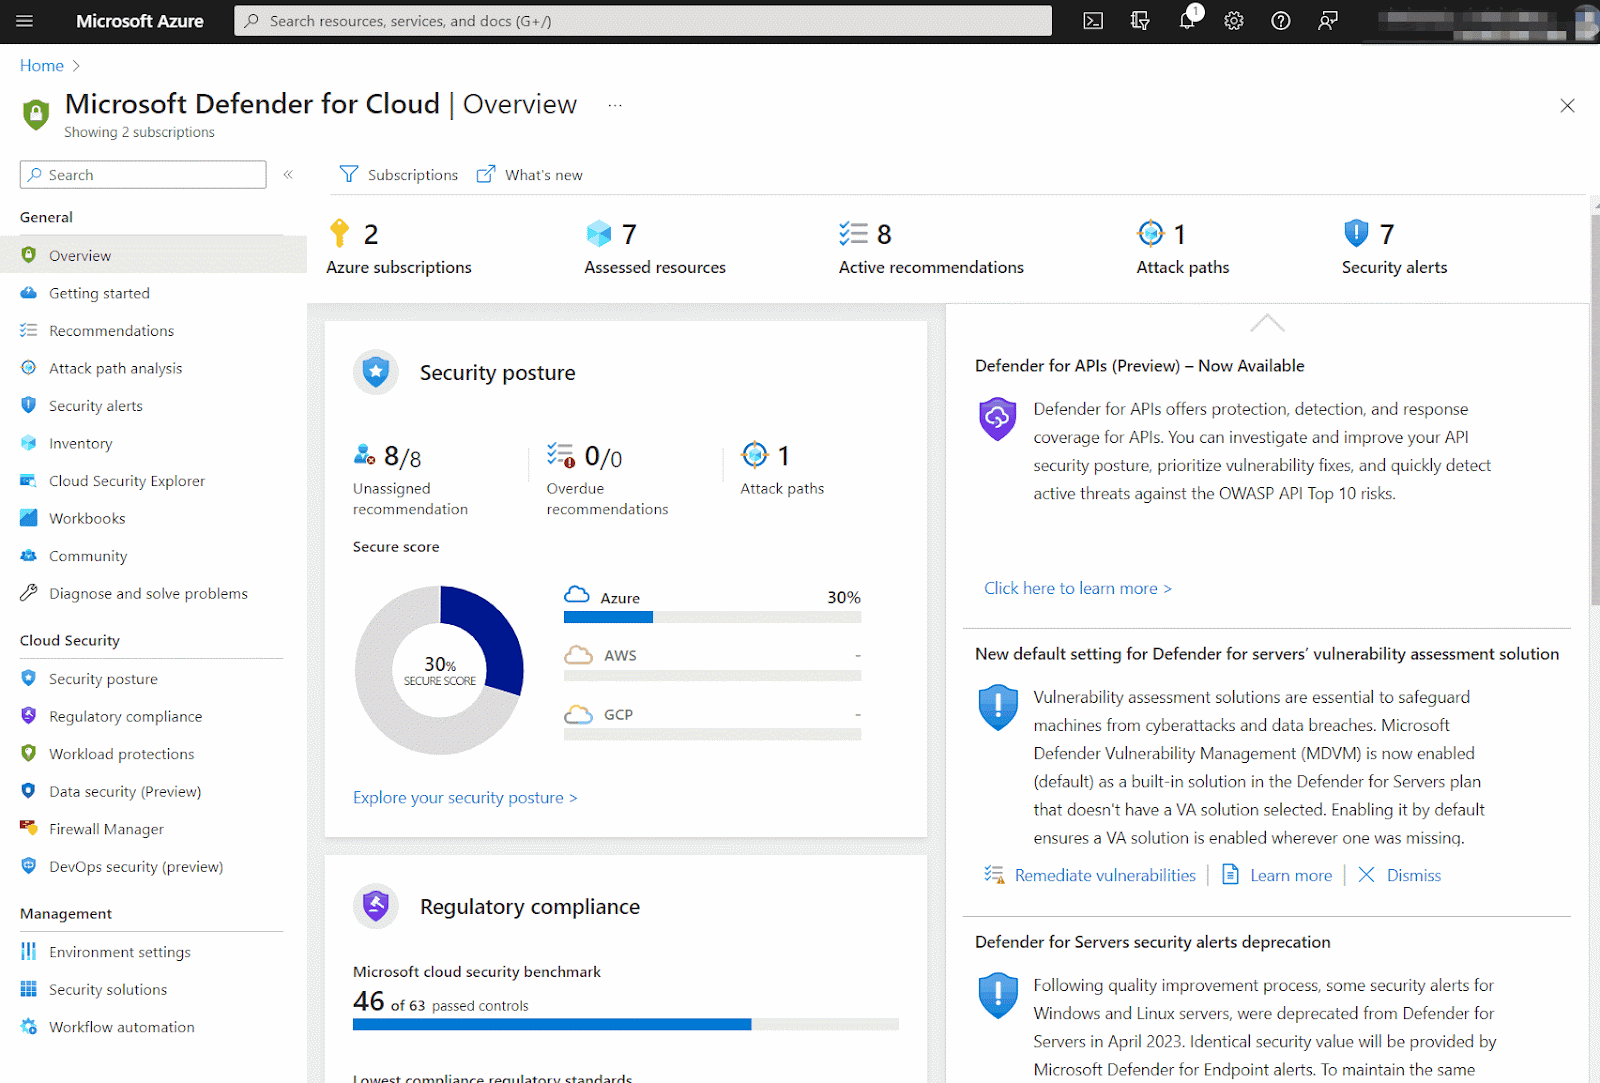 Microsoft Azure
Search resources, services, and docs (G+/)
1
Home >
Microsoft Defender for Cloud | Overview ...
Showing 2 subscriptions
Search
«
Subscriptions
What's new
General
Overview
Getting started
Recommendations
Attack path analysis
Security alerts
Inventory
Cloud Security Explorer
Workbooks
Community
Diagnose and solve problems
Cloud Security
Security posture
Regulatory compliance
Workload protections
Data security (Preview)
Firewall Manager
DevOps security (preview)
Management
Environment settings
Security solutions
Workflow automation
2
Azure subscriptions
7
Assessed resources
8
Active recommendations
1
Attack paths
7
Security alerts
Security posture
8/8
Unassigned
recommendation
0/0
Overdue
recommendations
1
Attack paths
Secure score
30%
SECURE SCORE
Azure 30%
AWS -
GCP -
Explore your security posture >
Regulatory compliance
Microsoft cloud security benchmark
46 of 63 passed controls
Lowest compliance regulatory standards
Defender for APIs (Preview) – Now Available
Defender for APIs offers protection, detection, and response
coverage for APIs. You can investigate and improve your API
security posture, prioritize vulnerability fixes, and quickly detect
active threats against the OWASP API Top 10 risks.
Click here to learn more >
New default setting for Defender for servers’ vulnerability assessment solution
Vulnerability assessment solutions are essential to safeguard
machines from cyberattacks and data breaches. Microsoft
Defender Vulnerability Management (MDVM) is now enabled
(default) as a built-in solution in the Defender for Servers plan
that doesn't have a VA solution selected. Enabling it by default
ensures a VA solution is enabled wherever one was missing.
Remediate vulnerabilities
Learn more
Dismiss
Defender for Servers security alerts deprecation
Following quality improvement process, some security alerts for
Windows and Linux servers, were deprecated from Defender for
Servers in April 2023. Identical security value will be provided by
Microsoft Defender for Endpoint alerts. To maintain the same